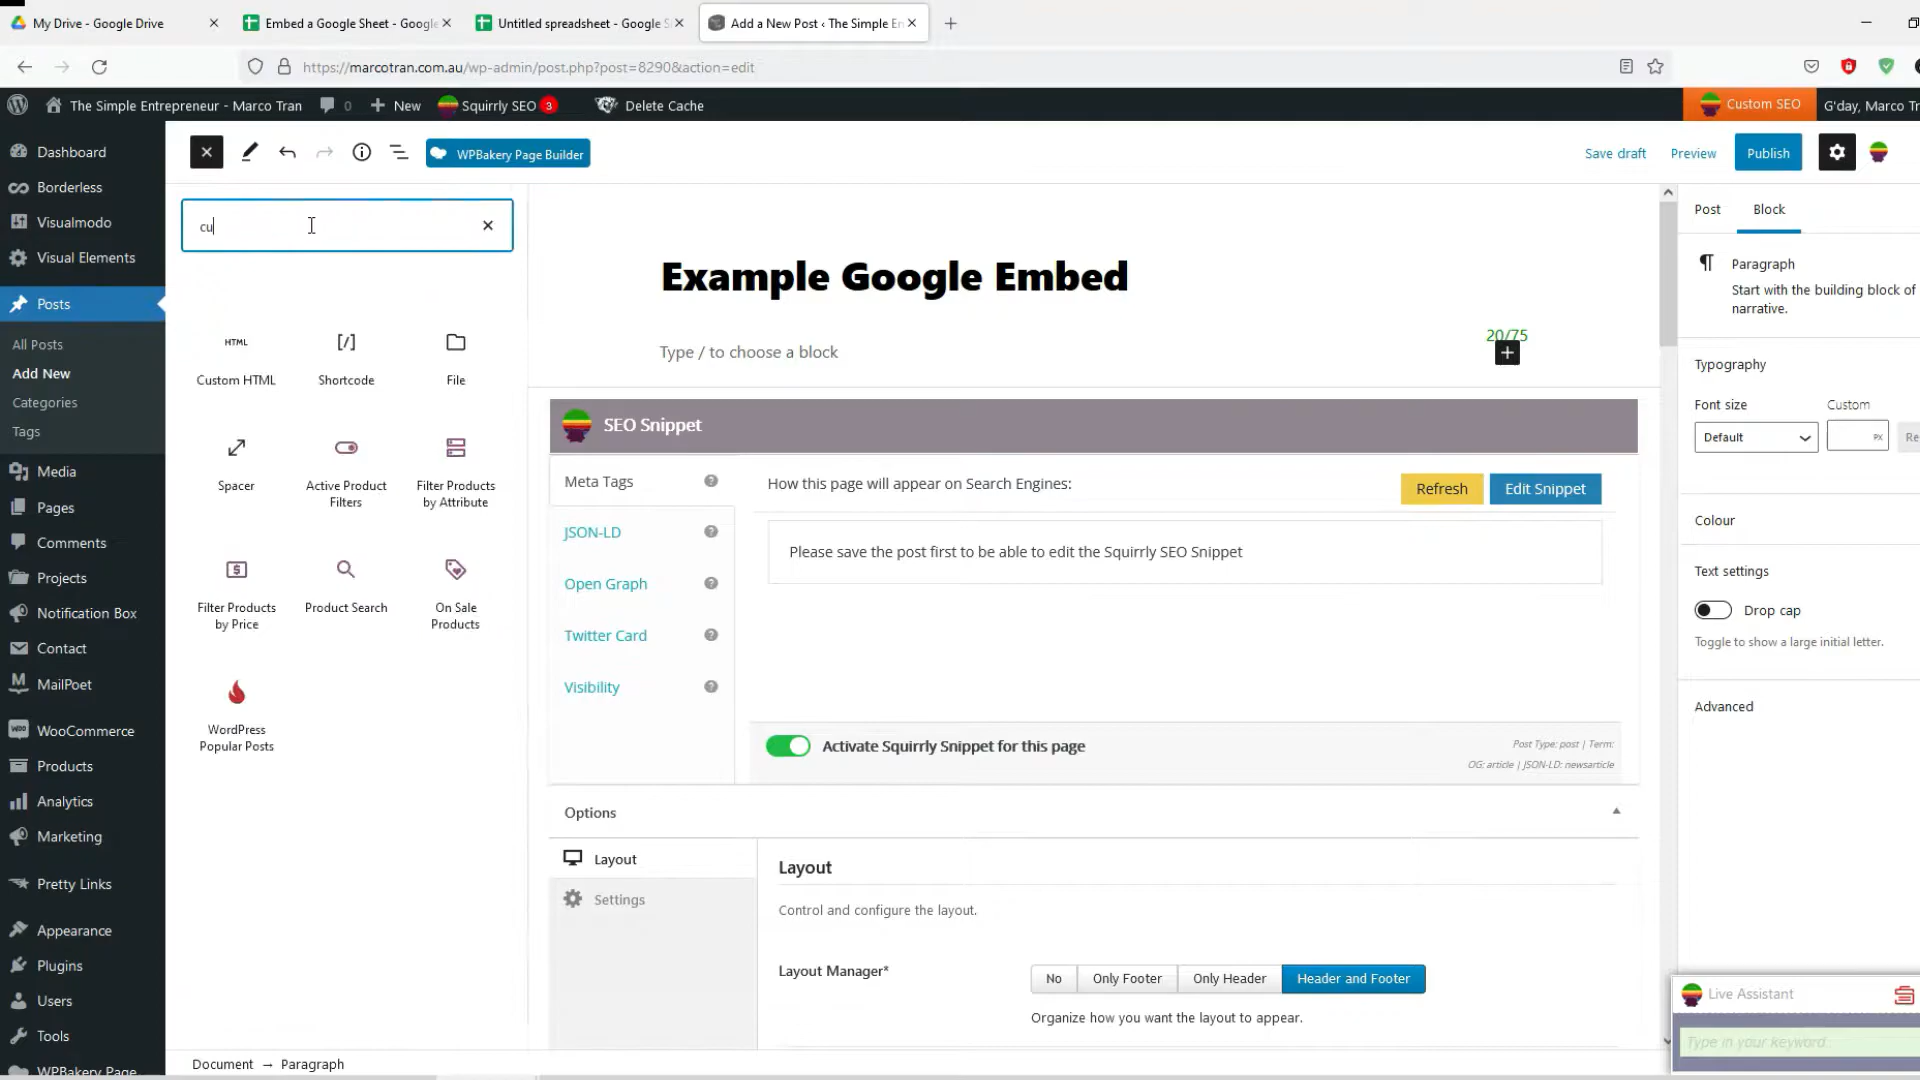 My Drive - Google Drive
Embed a Google Sheet - Google
Untitled spreadsheet - Google S
Add a New Post ‹ The Simple En
https://marcotran.com.au/wp-admin/post.php?post=8290&action=edit
The Simple Entrepreneur - Marco Tran
0
New
Squirrly SEO 3
Delete Cache
Custom SEO
G'day, Marco Tr
WPBakery Page Builder
Save draft
Preview
Publish
Dashboard
Borderless
Visualmodo
Visual Elements
Posts
All Posts
Add New
Categories
Tags
Media
Pages
Comments
Projects
Notification Box
Contact
MailPoet
WooCommerce
Products
Analytics
Marketing
Pretty Links
Appearance
Plugins
Users
Tools
WPBakery Page
cu
HTML
Custom HTML
[/]
Shortcode
File
Spacer
Active Product
Filters
Filter Products
by Attribute
Filter Products
by Price
Product Search
On Sale
Products
WordPress
Popular Posts
Example Google Embed
20/75
Type / to choose a block
SEO Snippet
Meta Tags
JSON-LD
Open Graph
Twitter Card
Visibility
How this page will appear on Search Engines:
Refresh
Edit Snippet
Please save the post first to be able to edit the Squirrly SEO Snippet
Activate Squirrly Snippet for this page
Post Type: post | Term:
OG: article | JSON-LD: newsarticle
Options
Layout
Settings
Layout
Control and configure the layout.
Layout Manager*
No
Only Footer
Only Header
Header and Footer
Organize how you want the layout to appear.
Post
Block
Paragraph
Start with the building block of
narrative.
Typography
Font size
Custom
Default
PX
Re
Colour
Text settings
Drop cap
Toggle to show a large initial letter.
Advanced
Live Assistant
Type in your keyword..
Document → Paragraph